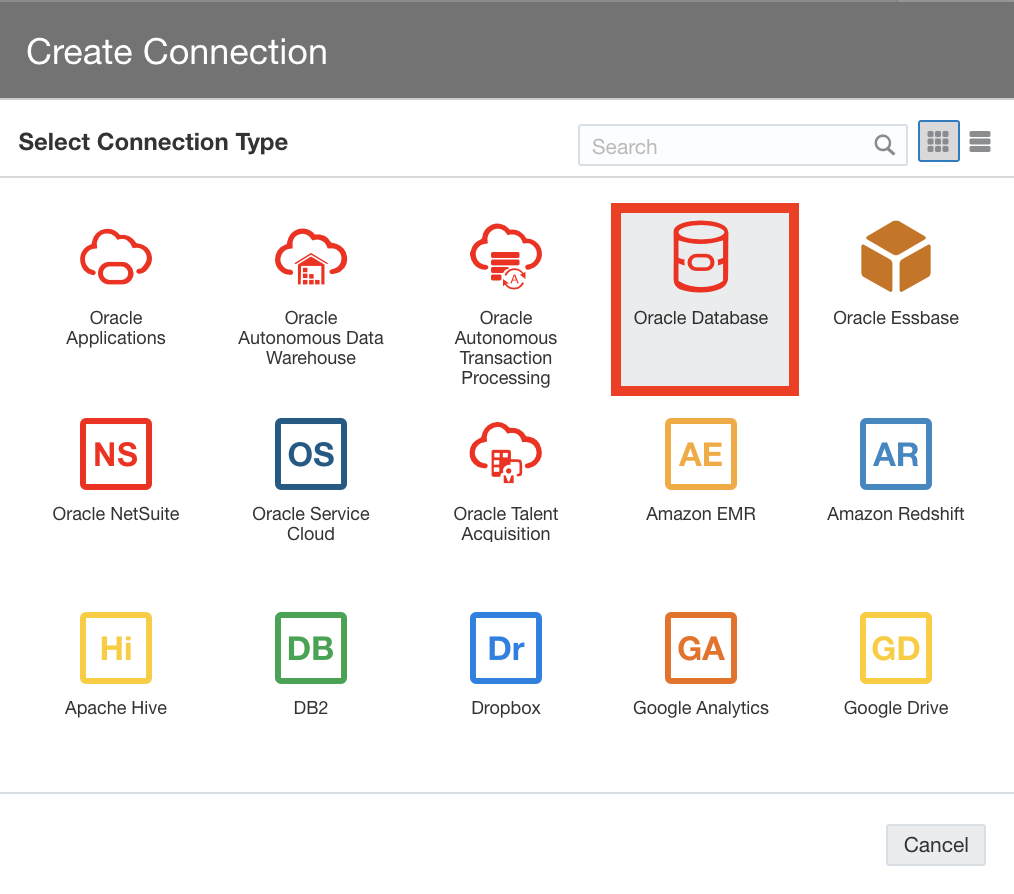 Create Connection
Select Connection Type
Search
Oracle
Applications
Oracle
Autonomous Data
Warehouse
A
Oracle
Autonomous
Transaction
Processing
Oracle Database
Oracle Essbase
NS
Oracle NetSuite
OS
Oracle Service
Cloud
Oracle Talent
Acquisition
AE
Amazon EMR
AR
Amazon Redshift
Hi
Apache Hive
DB
DB2
Dr
Dropbox
GA
Google Analytics
GD
Google Drive
Cancel